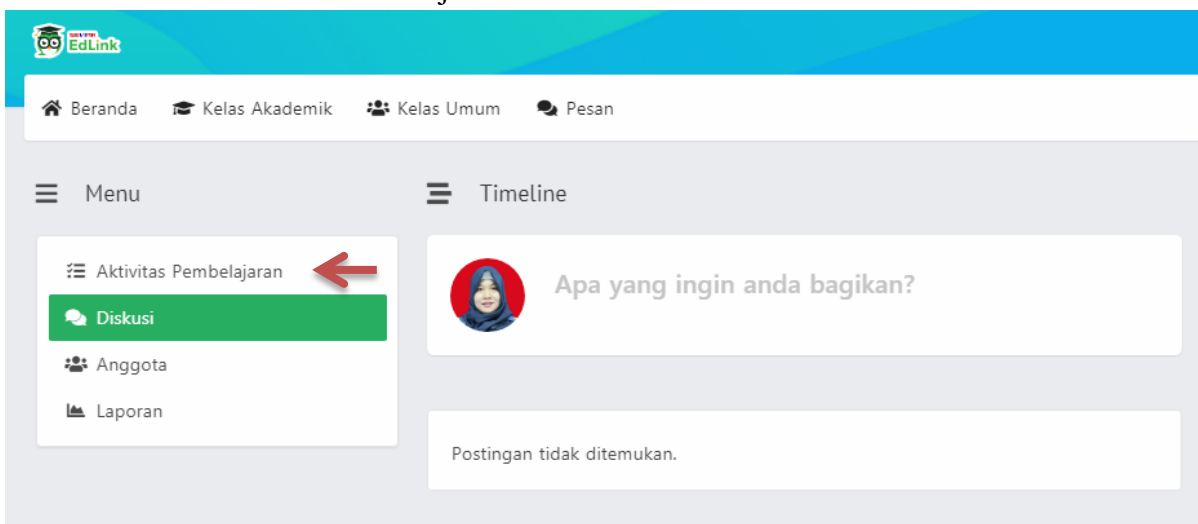 EdLink
Beranda Kelas Akademik Kelas Umum Pesan
Menu
Timeline
Aktivitas Pembelajaran
Diskusi
Anggota
Laporan
Apa yang ingin anda bagikan?
Postingan tidak ditemukan.